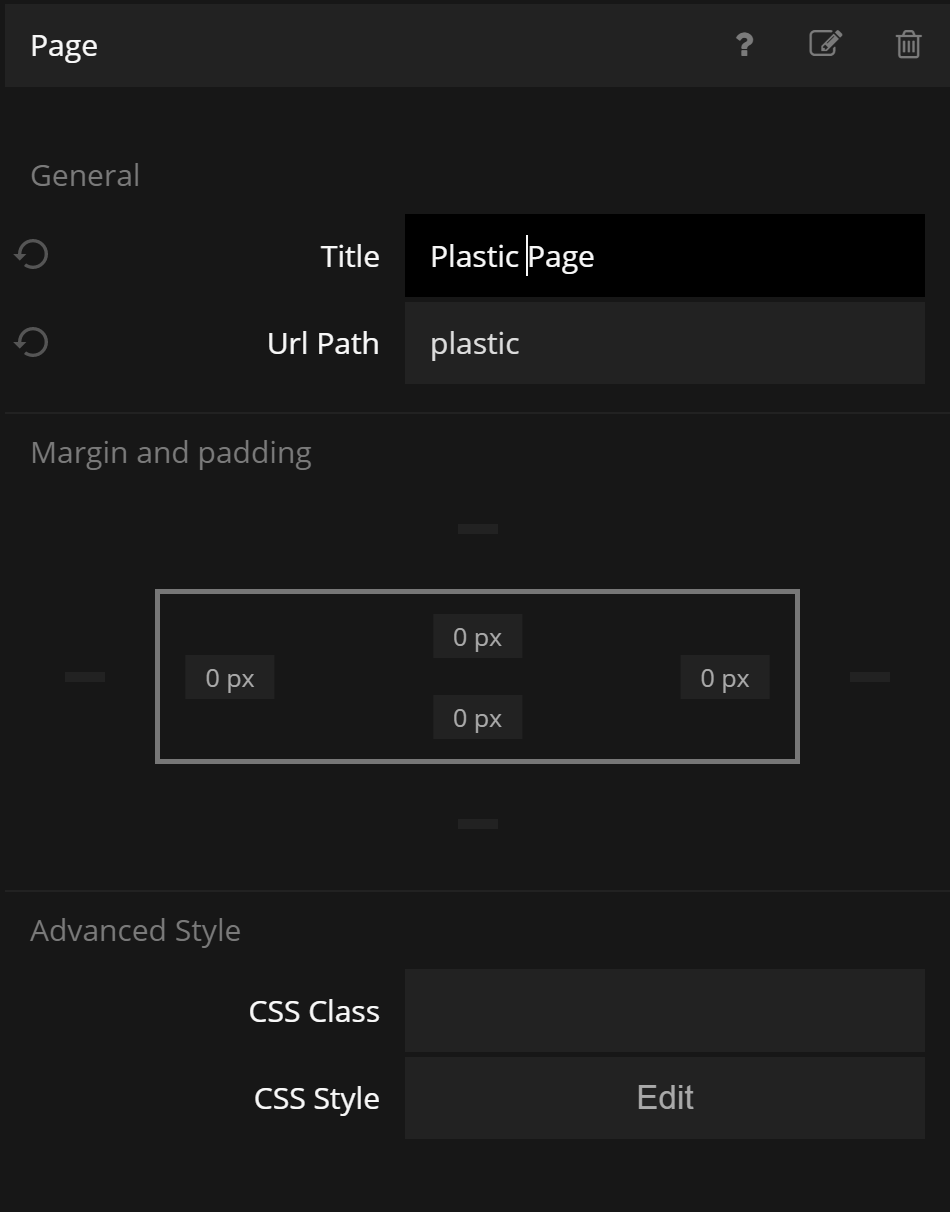 Page ?
General
Title Plastic Page
Url Path plastic
Margin and padding
0 px
0 px 0 px
0 px
Advanced Style
CSS Class
CSS Style Edit